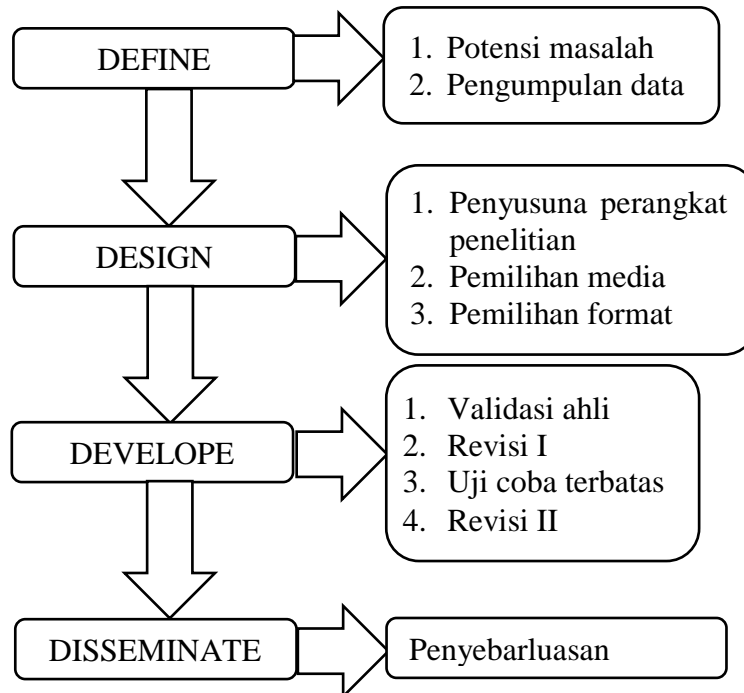 DEFINE
1. Potensi masalah
2. Pengumpulan data
DESIGN
1. Penyusuna perangkat
penelitian
2. Pemilihan media
3. Pemilihan format
DEVELOPE
1. Validasi ahli
2. Revisi I
3. Uji coba terbatas
4. Revisi II
DISSEMINATE
Penyebarluasan